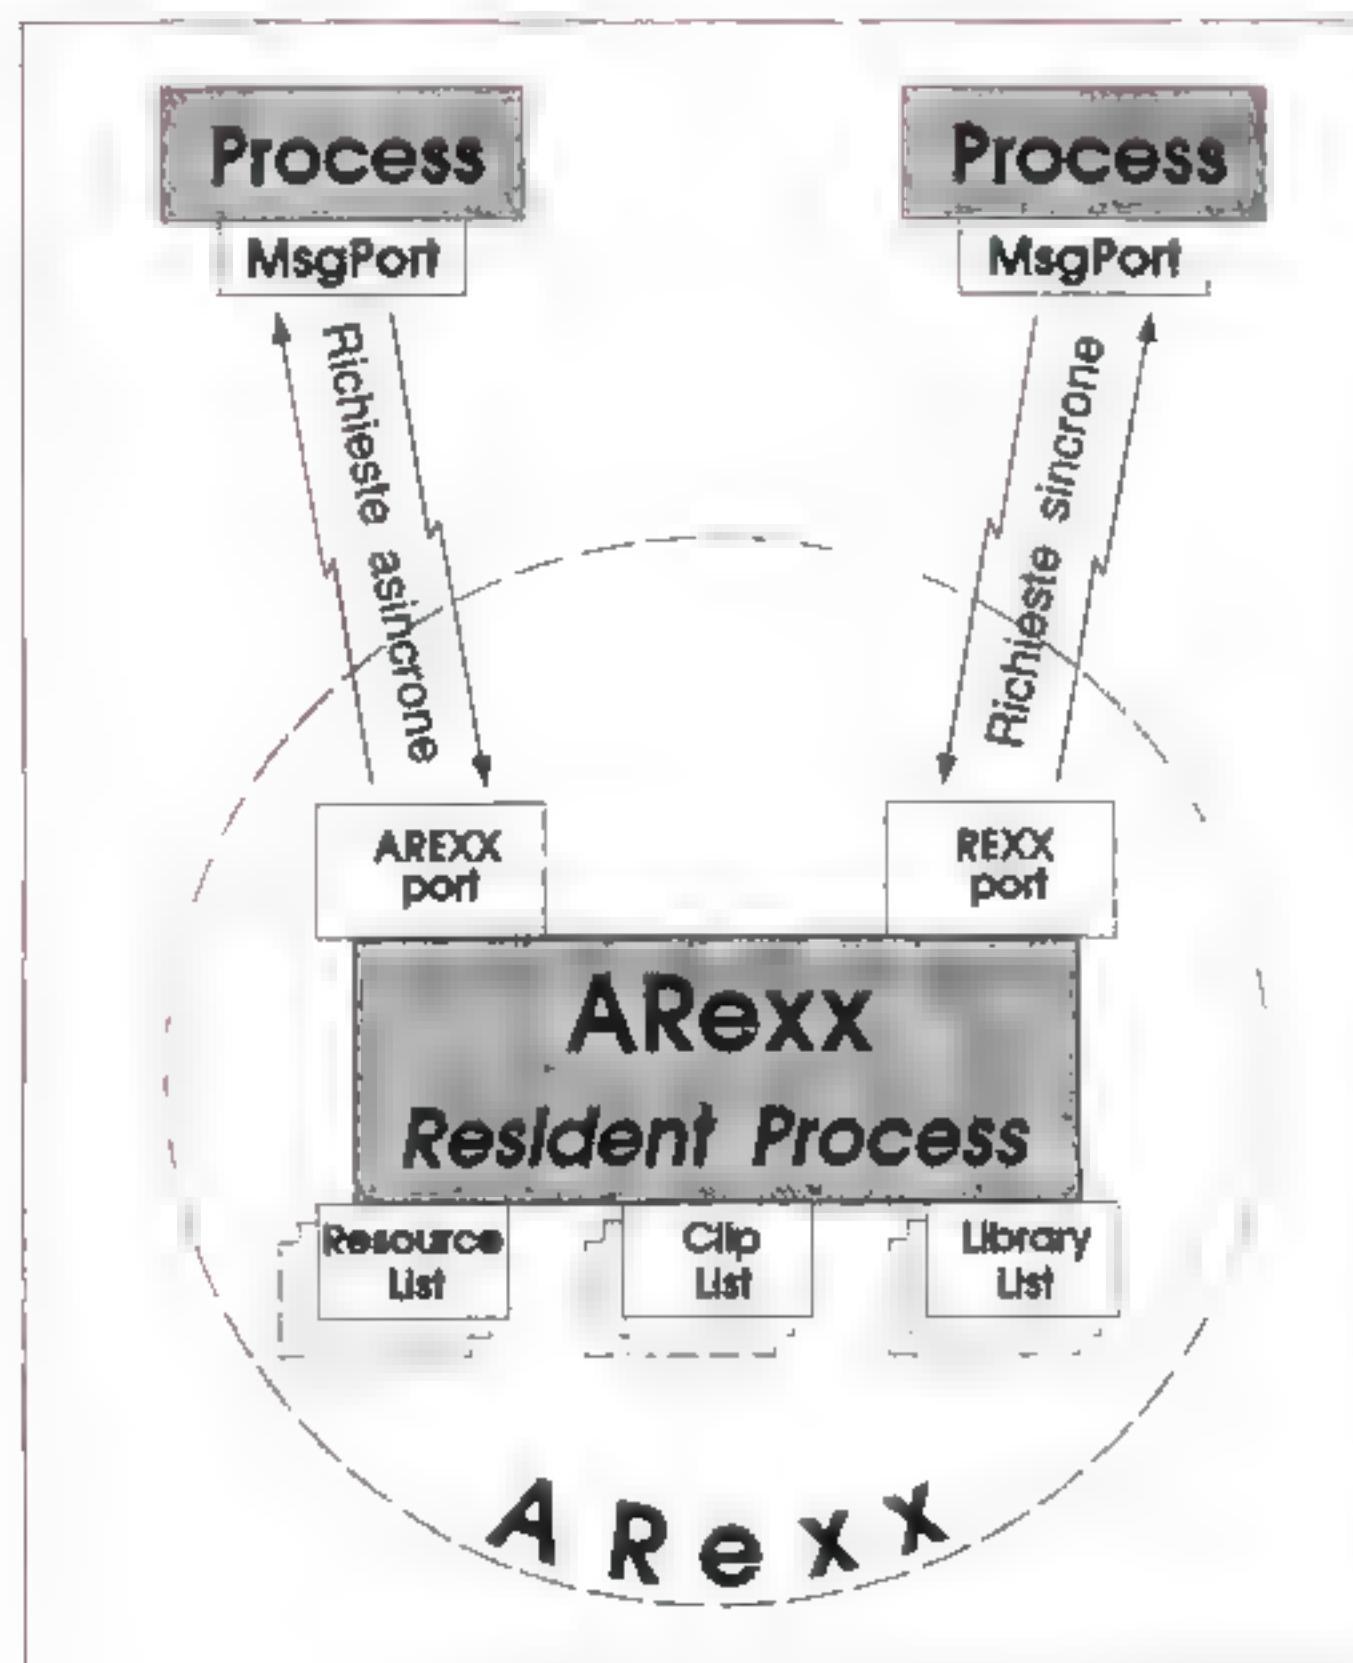 Process
Process
MsgPort
MsgPort
Richieste asincrone
Richieste sincrone
AREXX
port
REXX
port
ARexx
Resident Process
Resource
List
Clip
List
Library
List
ARexx